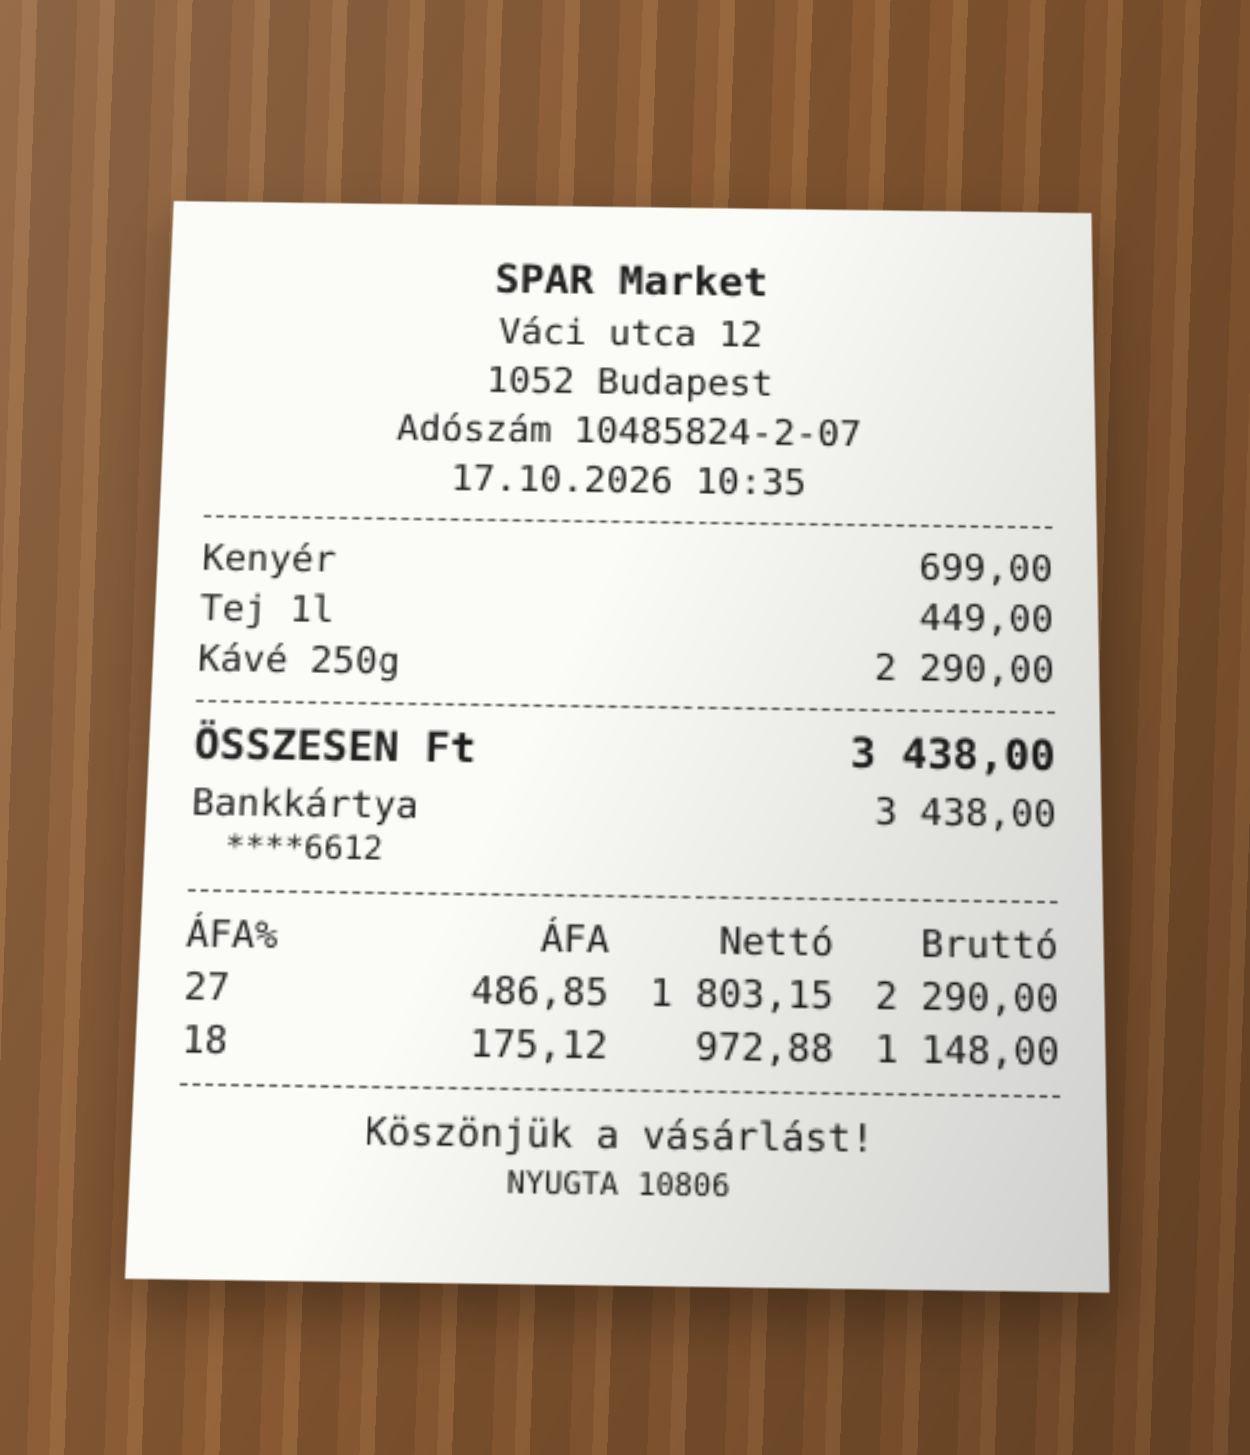 SPAR Market
Váci utca 12
1052 Budapest
Adószám 10485824-2-07
17.10.2026 10:35
Kenyér 699,00
Tej 1l 449,00
Kávé 250g 2 290,00
ÖSSZESEN Ft 3 438,00
Bankkártya 3 438,00
****6612
ÁFA% ÁFA Nettó Bruttó
27 486,85 1 803,15 2 290,00
18 175,12 972,88 1 148,00
Köszönjük a vásárlást!
NYUGTA 10806